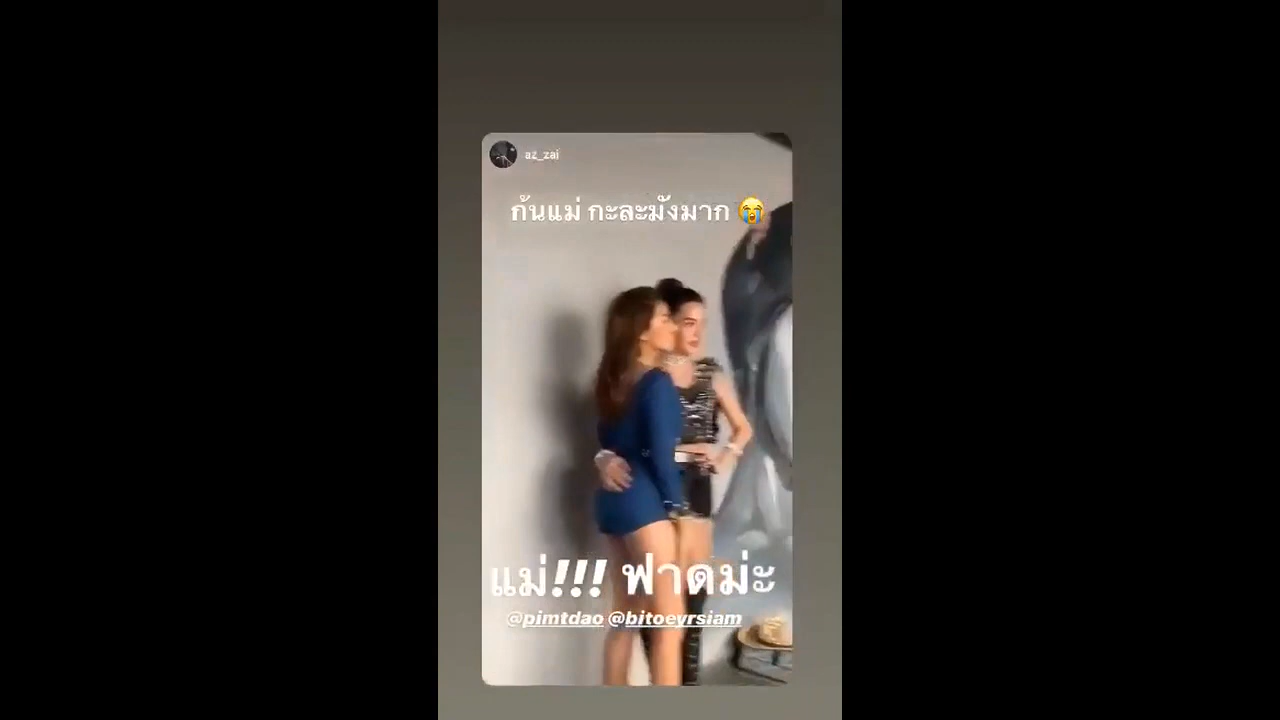 az_zai
ก้นแม่ กะละมังมาก 😭
แม่!!! ฟาดม่ะ
@pimtdao @bitoeyrsiam